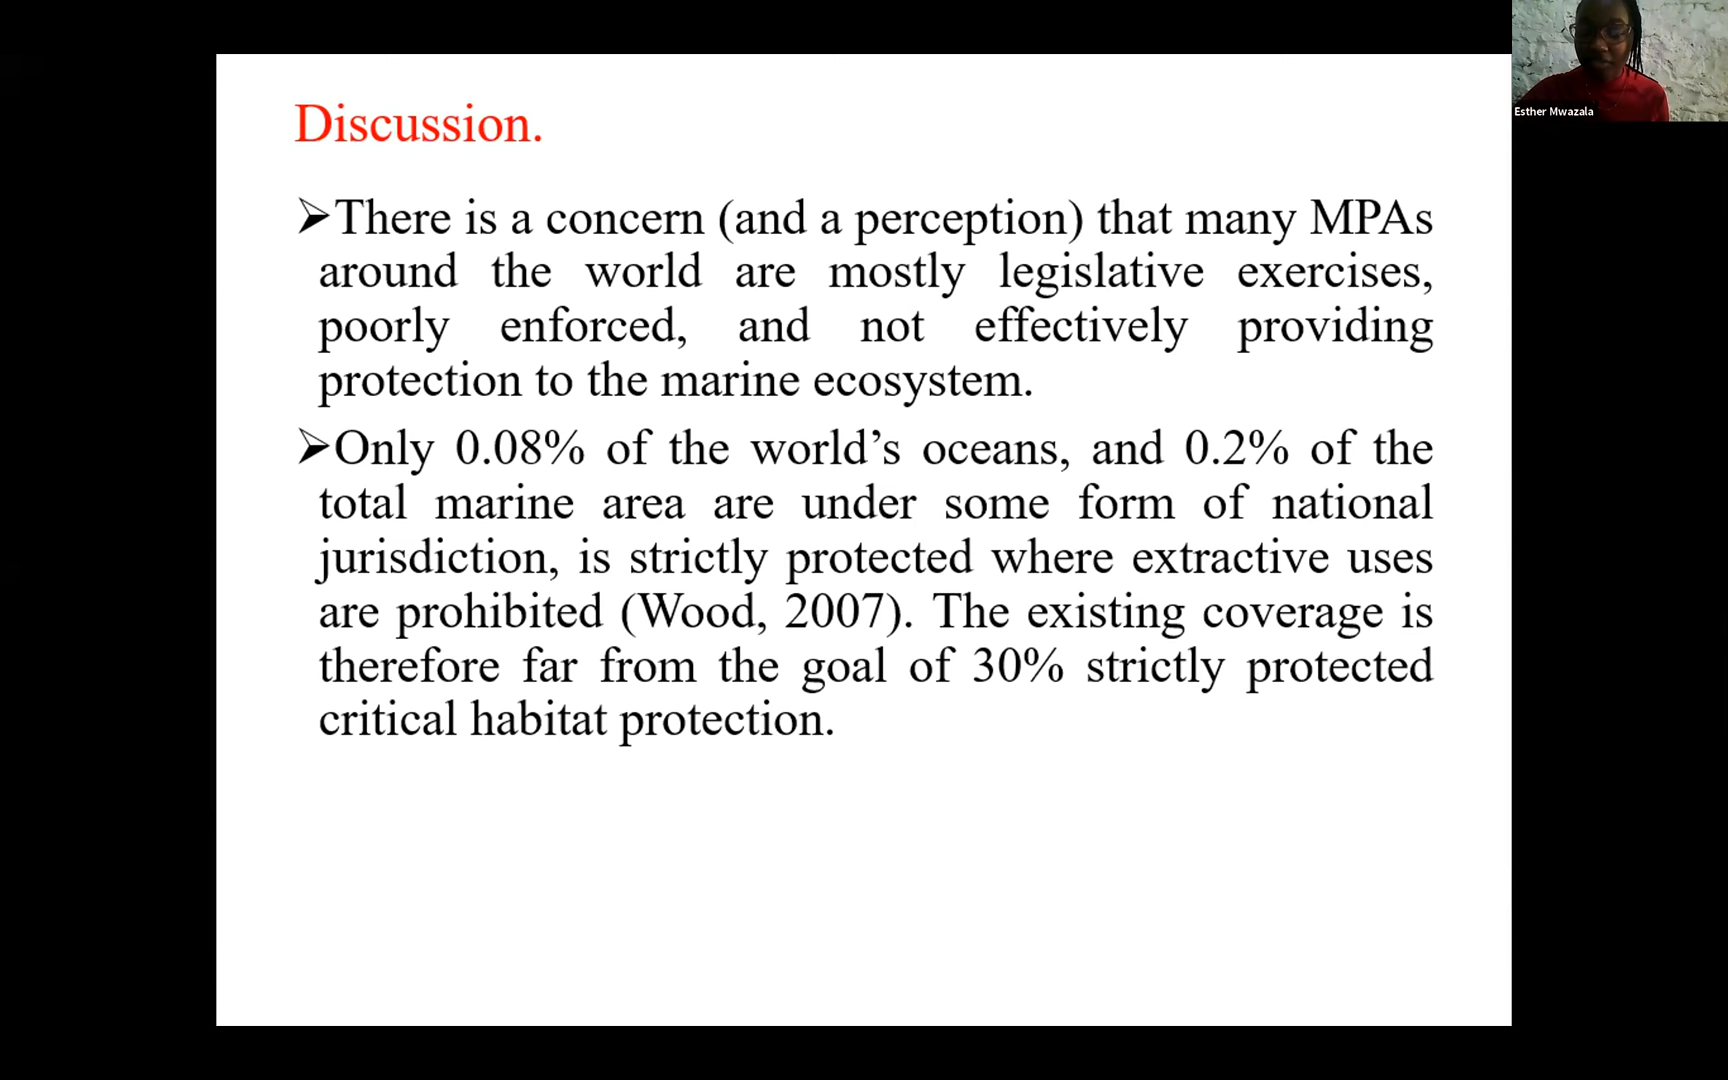 Discussion.
➢There is a concern (and a perception) that many MPAs
around the world are mostly legislative exercises,
poorly enforced, and not effectively providing
protection to the marine ecosystem.
➢Only 0.08% of the world’s oceans, and 0.2% of the
total marine area are under some form of national
jurisdiction, is strictly protected where extractive uses
are prohibited (Wood, 2007). The existing coverage is
therefore far from the goal of 30% strictly protected
critical habitat protection.
Esther Mwazala